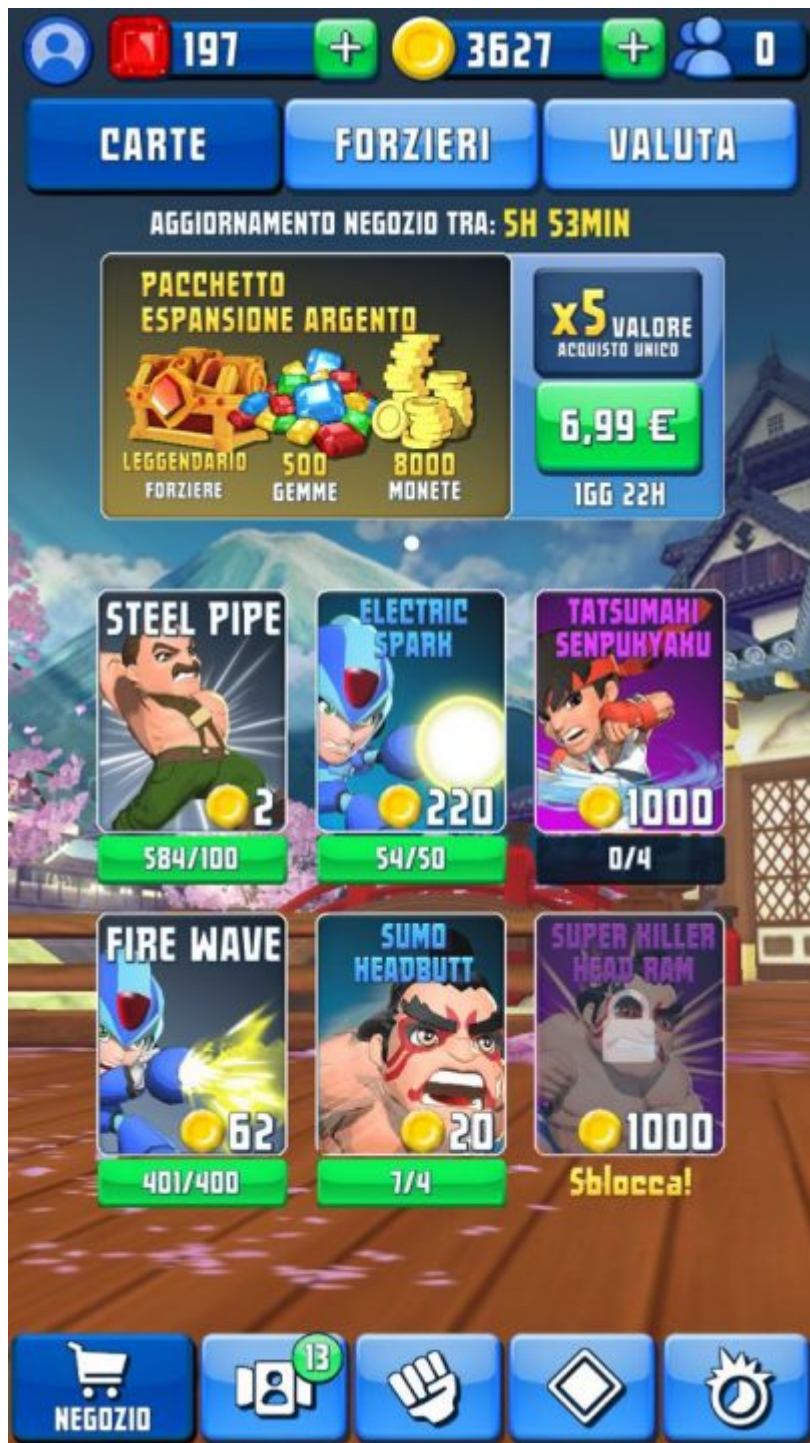 197
3627
0
CARTE
FORZIERI
VALUTA
AGGIORNAMENTO NEGOZIO TRA: 5H 53MIN
PACCHETTO
ESPANSIONE ARGENTO
LEGGENDARIO
FORZIERE
500
GEMME
8000
MONETE
x5 VALORE
ACQUISTO UNICO
6,99 €
1GG 22H
STEEL PIPE
2
584/100
ELECTRIC
SPARK
220
54/50
TATSUMAKI
SENPUKYAKU
1000
0/4
FIRE WAVE
62
401/400
SUMO
HEADBUTT
20
7/4
SUPER KILLER
HEAD RAM
1000
Sblocca!
NEGOZIO
13